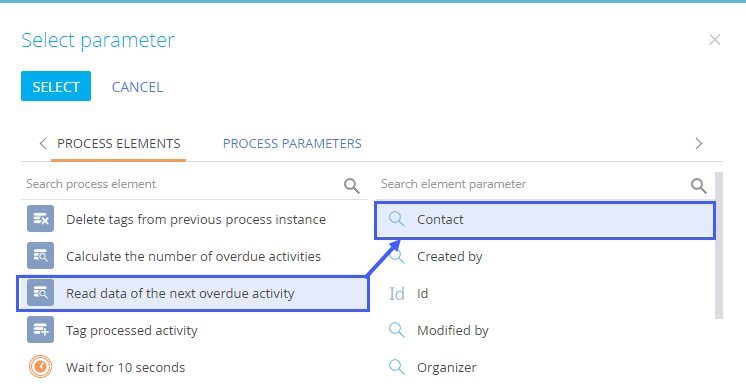 Select parameter
SELECT
CANCEL
PROCESS ELEMENTS
PROCESS PARAMETERS
Search process element
Search element parameter
Delete tags from previous process instance
Contact
Calculate the number of overdue activities
Created by
Read data of the next overdue activity
Id Id
Tag processed activity
Modified by
Wait for 10 seconds
Organizer